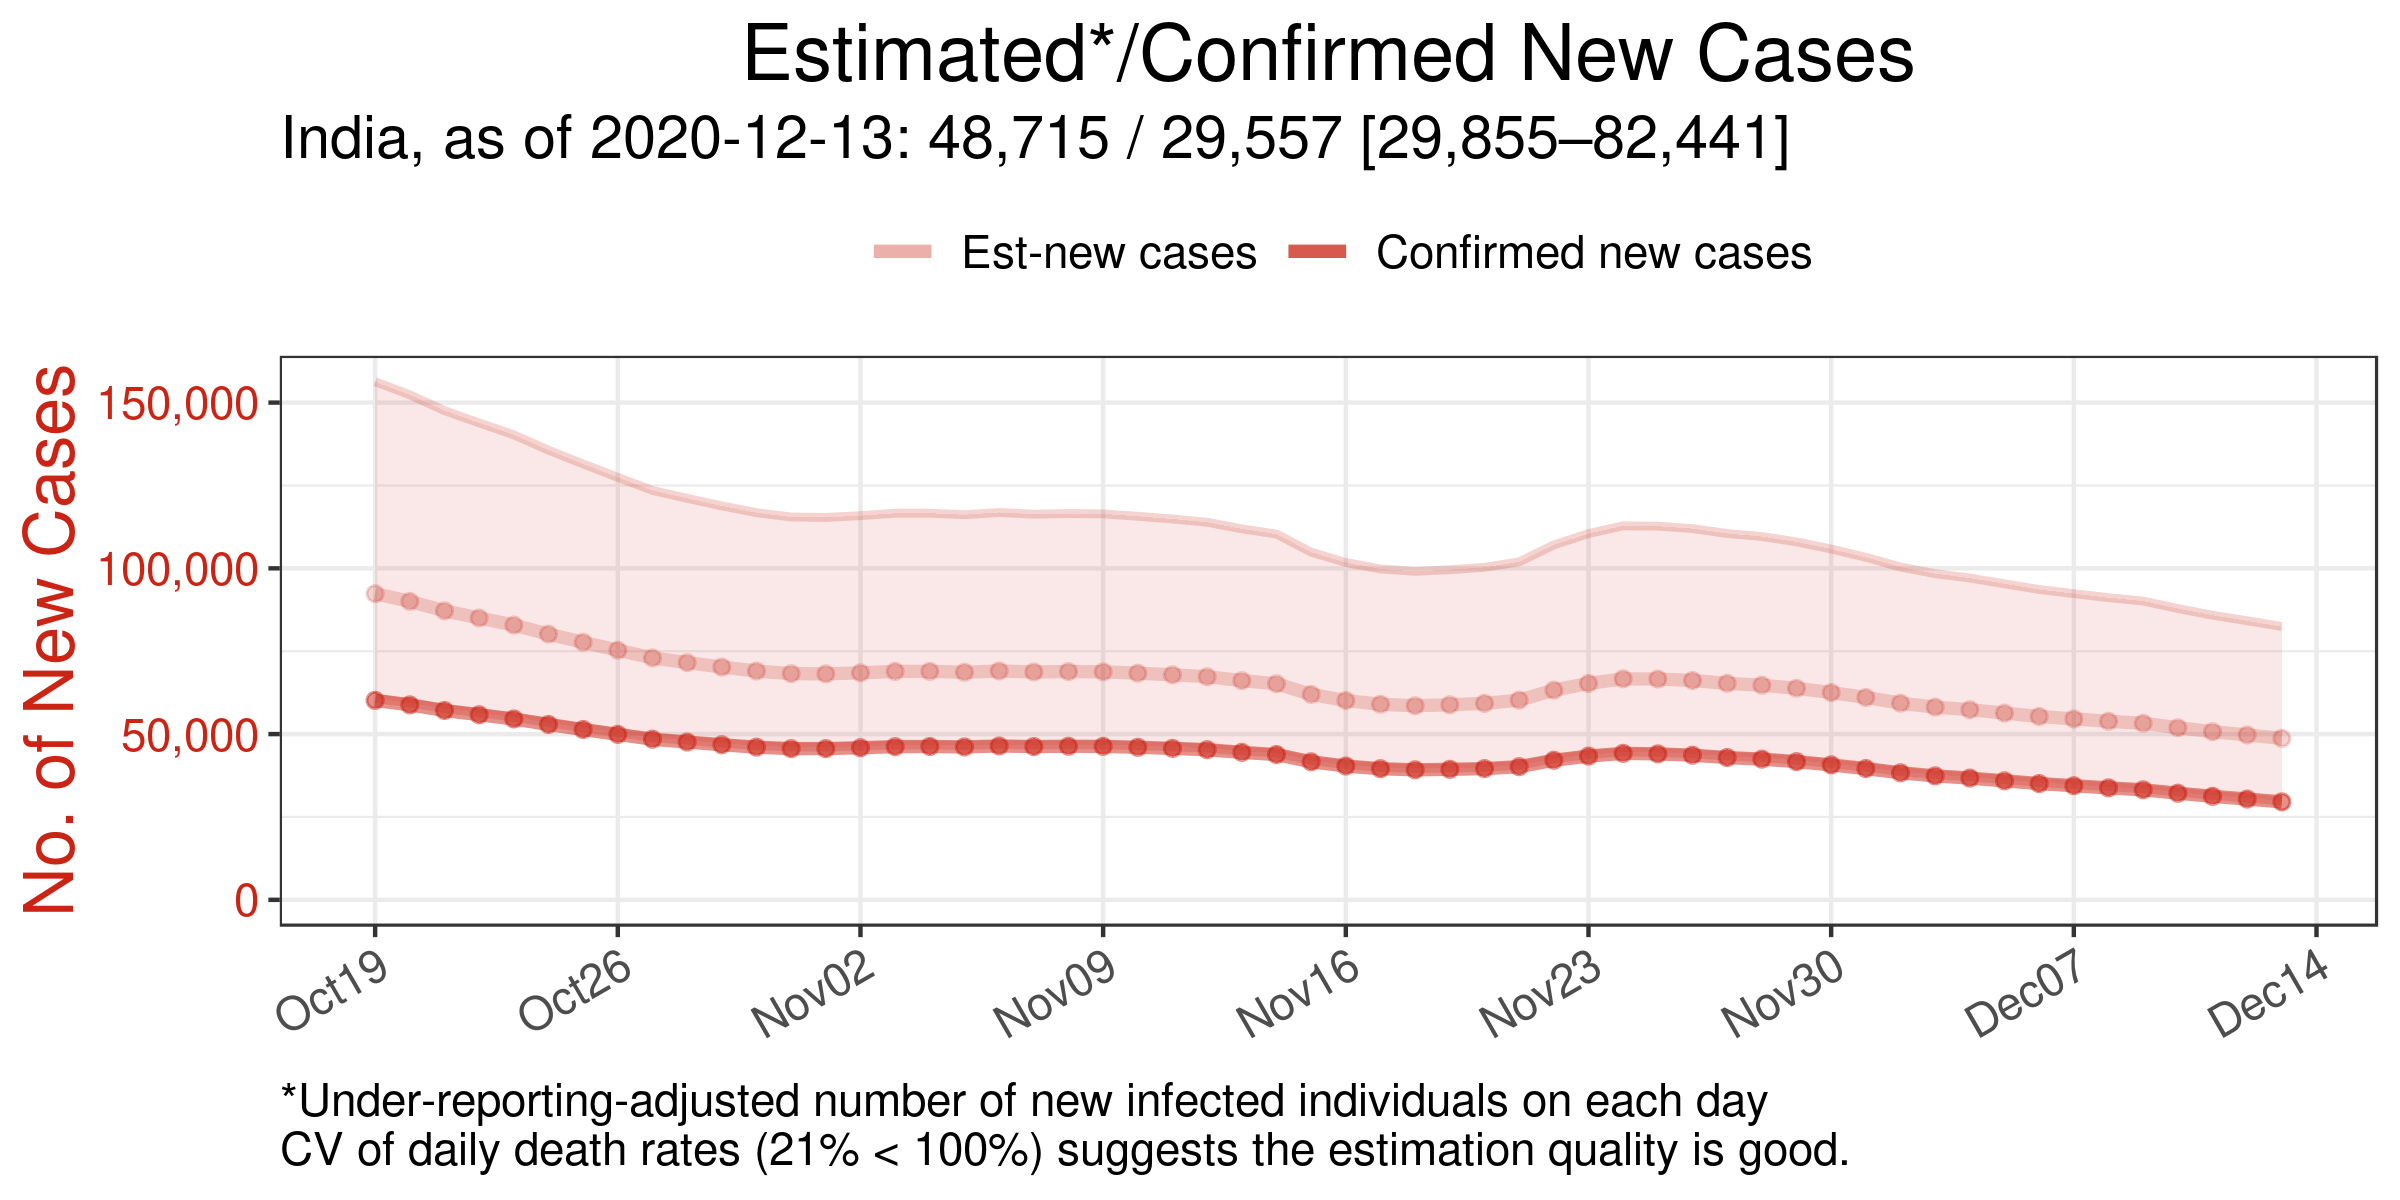 Estimated*/Confirmed New Cases
India, as of 2020-12-13: 48,715 / 29,557 [29,855–82,441]
Est-new cases
Confirmed new cases
No. of New Cases
150,000
100,000
50,000
0
Oct19
Oct26
Nov02
Nov09
Nov16
Nov23
Nov30
Dec07
Dec14
*Under-reporting-adjusted number of new infected individuals on each day
CV of daily death rates (21% < 100%) suggests the estimation quality is good.